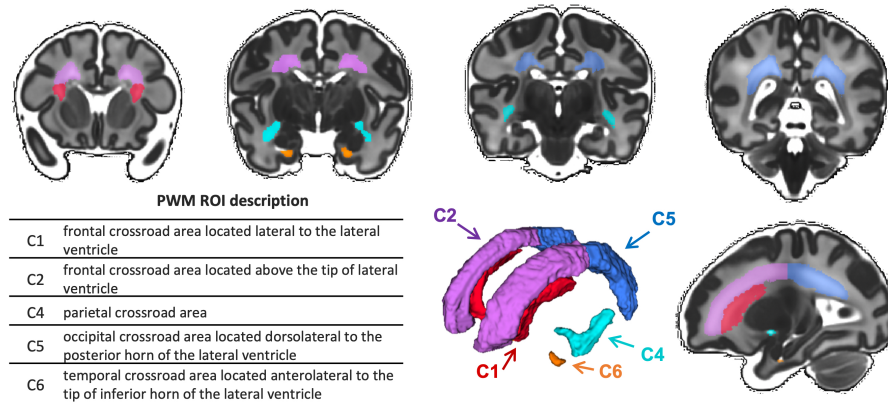 PWM ROI description
C1 frontal crossroad area located lateral to the lateral
ventricle
C2 frontal crossroad area located above the tip of lateral
ventricle
C4 parietal crossroad area
C5 occipital crossroad area located dorsolateral to the
posterior horn of the lateral ventricle
C6 temporal crossroad area located anterolateral to the
tip of inferior horn of the lateral ventricle
C2
C5
C1
C6
C4